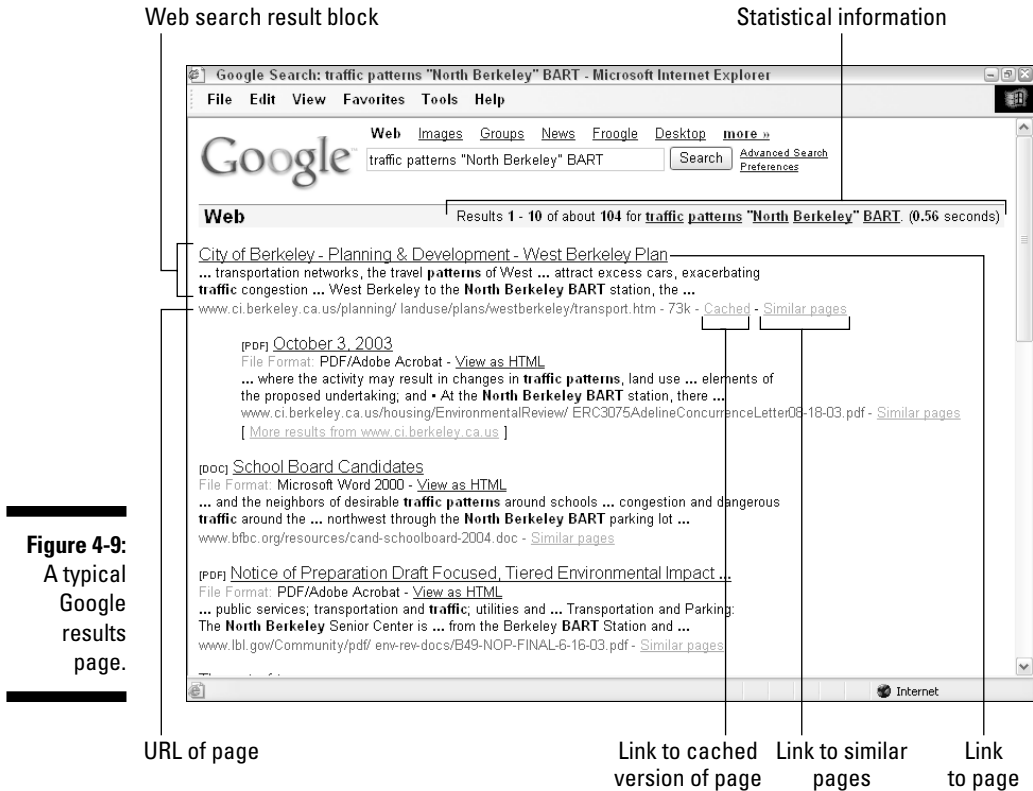 Web search result block
Statistical information
Google Search: traffic patterns "North Berkeley" BART - Microsoft Internet Explorer
File Edit View Favorites Tools Help
Google
Web Images Groups News Froogle Desktop more »
traffic patterns "North Berkeley" BART
Search
Advanced Search
Preferences
Web
Results 1 - 10 of about 104 for traffic patterns "North Berkeley" BART. (0.56 seconds)
City of Berkeley - Planning & Development - West Berkeley Plan
... transportation networks, the travel patterns of West ... attract excess cars, exacerbating
traffic congestion ... West Berkeley to the North Berkeley BART station, the ...
www.ci.berkeley.ca.us/planning/ landuse/plans/westberkeley/transport.htm - 73k - Cached - Similar pages
[PDF] October 3, 2003
File Format: PDF/Adobe Acrobat - View as HTML
... where the activity may result in changes in traffic patterns, land use ... elements of
the proposed undertaking; and • At the North Berkeley BART station, there ...
www.ci.berkeley.ca.us/housing/EnvironmentalReview/ ERC3075AdelineConcurrenceLetter08-18-03.pdf - Similar pages
[ More results from www.ci.berkeley.ca.us ]
[DOC] School Board Candidates
File Format: Microsoft Word 2000 - View as HTML
... and the neighbors of desirable traffic patterns around schools ... congestion and dangerous
traffic around the ... northwest through the North Berkeley BART parking lot ...
www.bfbc.org/resources/cand-schoolboard-2004.doc - Similar pages
[PDF] Notice of Preparation Draft Focused, Tiered Environmental Impact ...
File Format: PDF/Adobe Acrobat - View as HTML
... public services; transportation and traffic; utilities and ... Transportation and Parking:
The North Berkeley Senior Center is ... from the Berkeley BART Station and ...
www.lbl.gov/Community/pdf/ env-rev-docs/B49-NOP-FINAL-6-16-03.pdf - Similar pages
Internet
Figure 4-9:
A typical
Google
results
page.
URL of page
Link to cached
version of page
Link to similar
pages
Link
to page